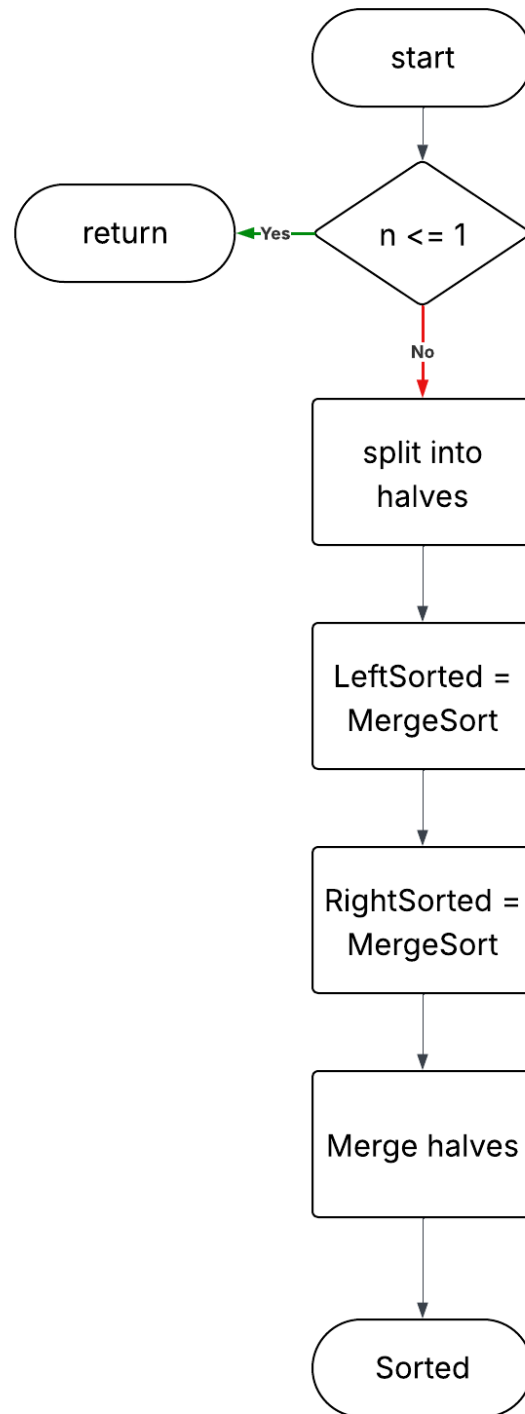 start
return
Yes
n <= 1
No
split into
halves
LeftSorted =
MergeSort
RightSorted =
MergeSort
Merge halves
Sorted